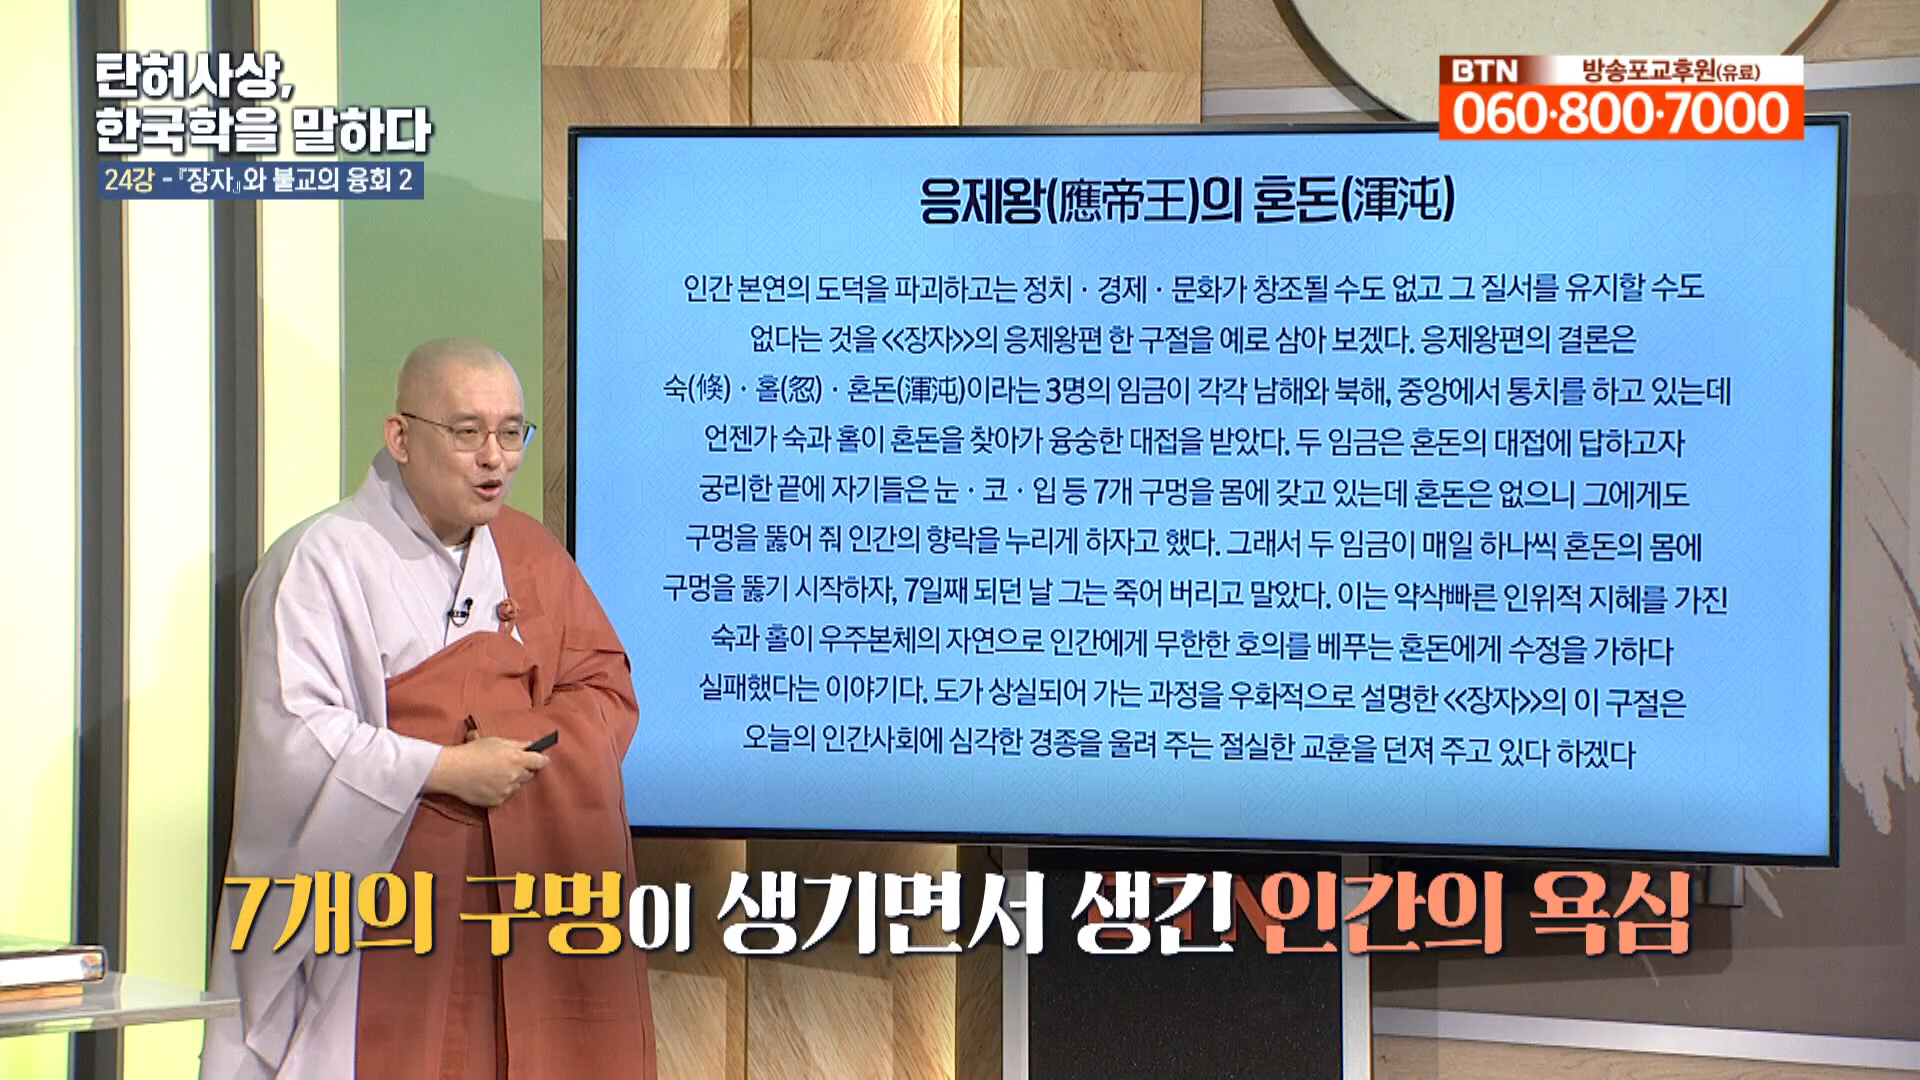 탄허사상,
한국학을 말하다
24강 - 『장자』와 불교의 융회 2
BTN 방송포교후원(유료)
060·800·7000
응제왕(應帝王)의 혼돈(渾沌)
인간 본연의 도덕을 파괴하고는 정치 · 경제 · 문화가 창조될 수도 없고 그 질서를 유지할 수도
없다는 것을 <<장자>>의 응제왕편 한 구절을 예로 삼아 보겠다. 응제왕편의 결론은
숙(倏) · 홀(忽) · 혼돈(渾沌)이라는 3명의 임금이 각각 남해와 북해, 중앙에서 통치를 하고 있는데
언젠가 숙과 홀이 혼돈을 찾아가 융숭한 대접을 받았다. 두 임금은 혼돈의 대접에 답하고자
궁리한 끝에 자기들은 눈 · 코 · 입 등 7개 구멍을 몸에 갖고 있는데 혼돈은 없으니 그에게도
구멍을 뚫어 줘 인간의 향락을 누리게 하자고 했다. 그래서 두 임금이 매일 하나씩 혼돈의 몸에
구멍을 뚫기 시작하자, 7일째 되던 날 그는 죽어 버리고 말았다. 이는 약삭빠른 인위적 지혜를 가진
숙과 홀이 우주본체의 자연으로 인간에게 무한한 호의를 베푸는 혼돈에게 수정을 가하다
실패했다는 이야기다. 도가 상실되어 가는 과정을 우화적으로 설명한 <<장자>>의 이 구절은
오늘의 인간사회에 심각한 경종을 울려 주는 절실한 교훈을 던져 주고 있다 하겠다
7개의 구멍이 생기면서 생긴 인간의 욕심